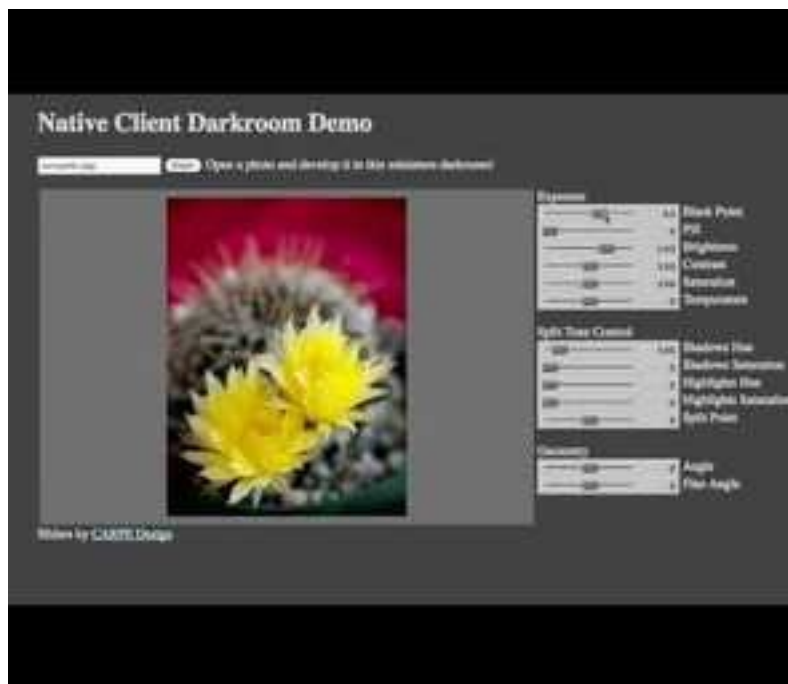 Native Client Darkroom Demo
Open a photo and develop it in this miniature darkroom!
Exposure
Black Point
Fill
Brightness
Contrast
Saturation
Temperature
Split Tone Control
Shadows Hue
Shadows Saturation
Highlights Hue
Highlights Saturation
Split Point
Geometry
Angle
Fine Angle
Sliders by CARPE Design